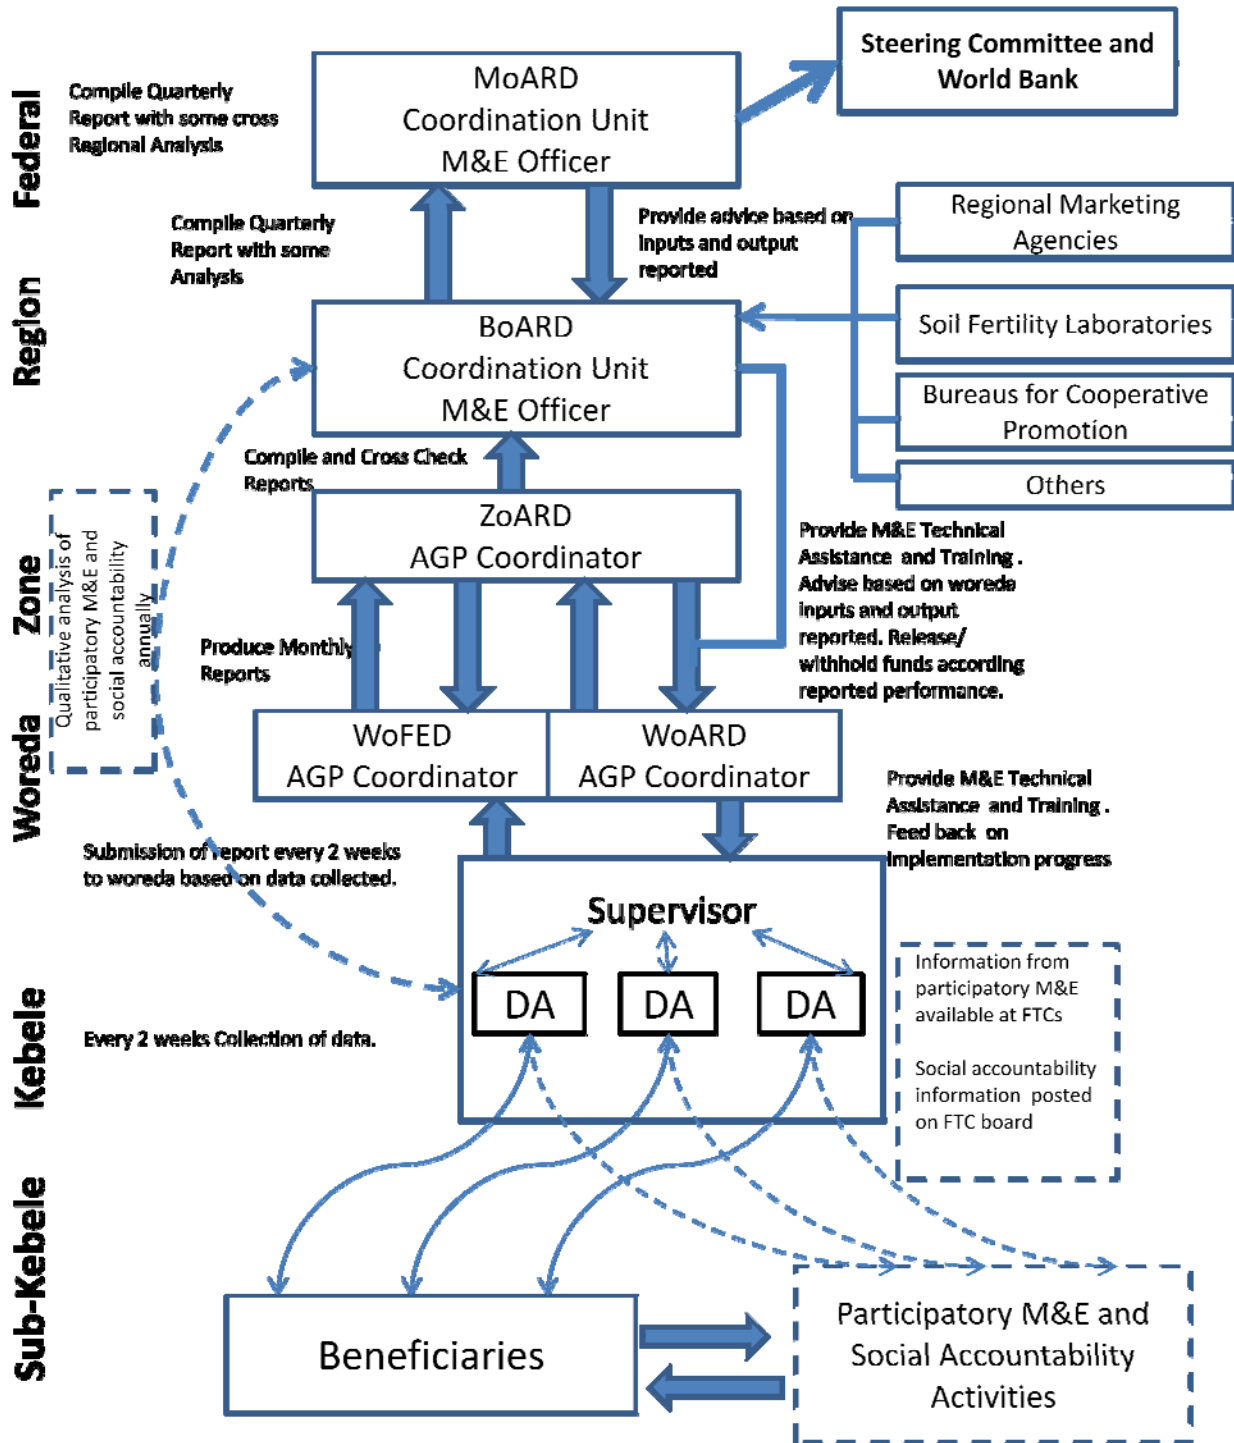 Steering Committee and
World Bank
Federal
Compile Quarterly
Report with some cross
Regional Analysis
MoARD
Coordination Unit
M&E Officer
Compile Quarterly
Report with some
Analysis
Provide advice based on
inputs and output
reported
Regional Marketing
Agencies
Soil Fertility Laboratories
Bureaus for Cooperative
Promotion
Others
Region
BoARD
Coordination Unit
M&E Officer
Compile and Cross Check
Reports
Zone
ZoARD
AGP Coordinator
Qualitative analysis of
participatory M&E and
social accountability
annually
Provide M&E Technical
Assistance and Training .
Advise based on woreda
inputs and output
reported. Release/
withhold funds according
reported performance.
Produce Monthly
Reports
Woreda
WoFED
AGP Coordinator
WoARD
AGP Coordinator
Provide M&E Technical
Assistance and Training .
Feed back on
Implementation progress
Submission of report every 2 weeks
to woreda based on data collected.
Supervisor
DA
DA
DA
Kebele
Every 2 weeks Collection of data.
Information from
participatory M&E
available at FTCs
Social accountability
information posted
on FTC board
Sub-Kebele
Beneficiaries
Participatory M&E and
Social Accountability
Activities